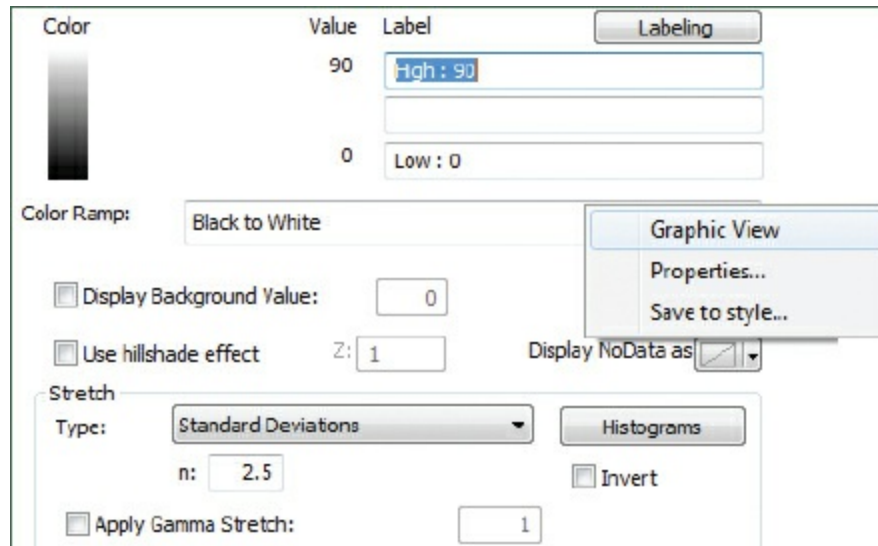 Color Value Label Labeling
90 High : 90
0 Low : 0
Color Ramp: Black to White
Graphic View
Properties...
Save to style...
Display Background Value: 0
Use hillshade effect Z: 1 Display NoData as
Stretch
Type: Standard Deviations Histograms
n: 2.5 Invert
Apply Gamma Stretch: 1